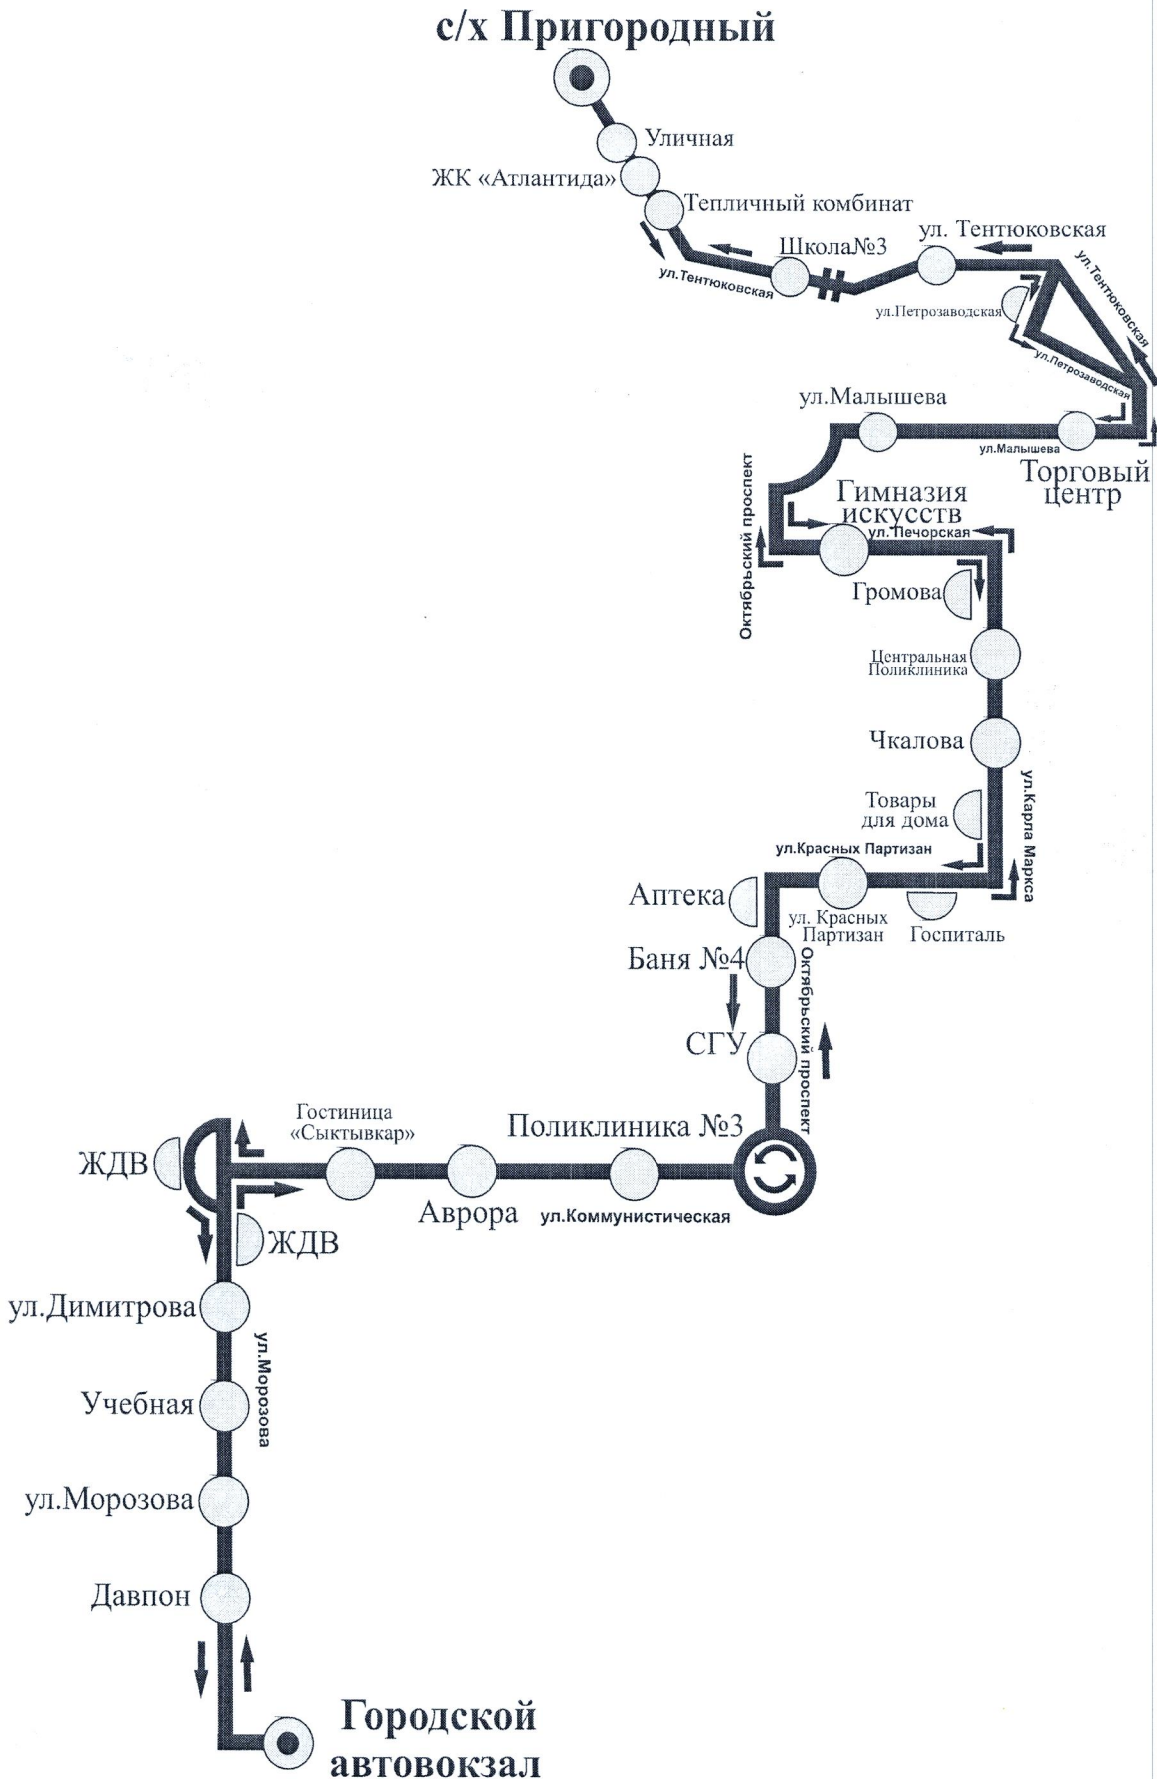 с/х Пригородный
Уличная
ЖК «Атлантида»
Тепличный комбинат
ул. Тентюковская
Школа№3
ул.Тентюковская
ул.Тентюковская
ул.Петрозаводская
ул.Петрозаводская
ул.Малышева
ул.Малышева
Торговый
центр
Октябрьский проспект
Гимназия
искусств
ул. Печорская
Громова
Центральная
Поликлиника
Чкалова
Товары
для дома
ул.Карла Маркса
ул.Красных Партизан
Аптека
ул. Красных
Партизан
Госпиталь
Баня №4
Октябрьский проспект
СГУ
Гостиница
«Сыктывкар»
Поликлиника №3
ЖДВ
Аврора
ул.Коммунистическая
ЖДВ
ул.Димитрова
ул.Морозова
Учебная
ул.Морозова
Давпон
Городской
автовокзал